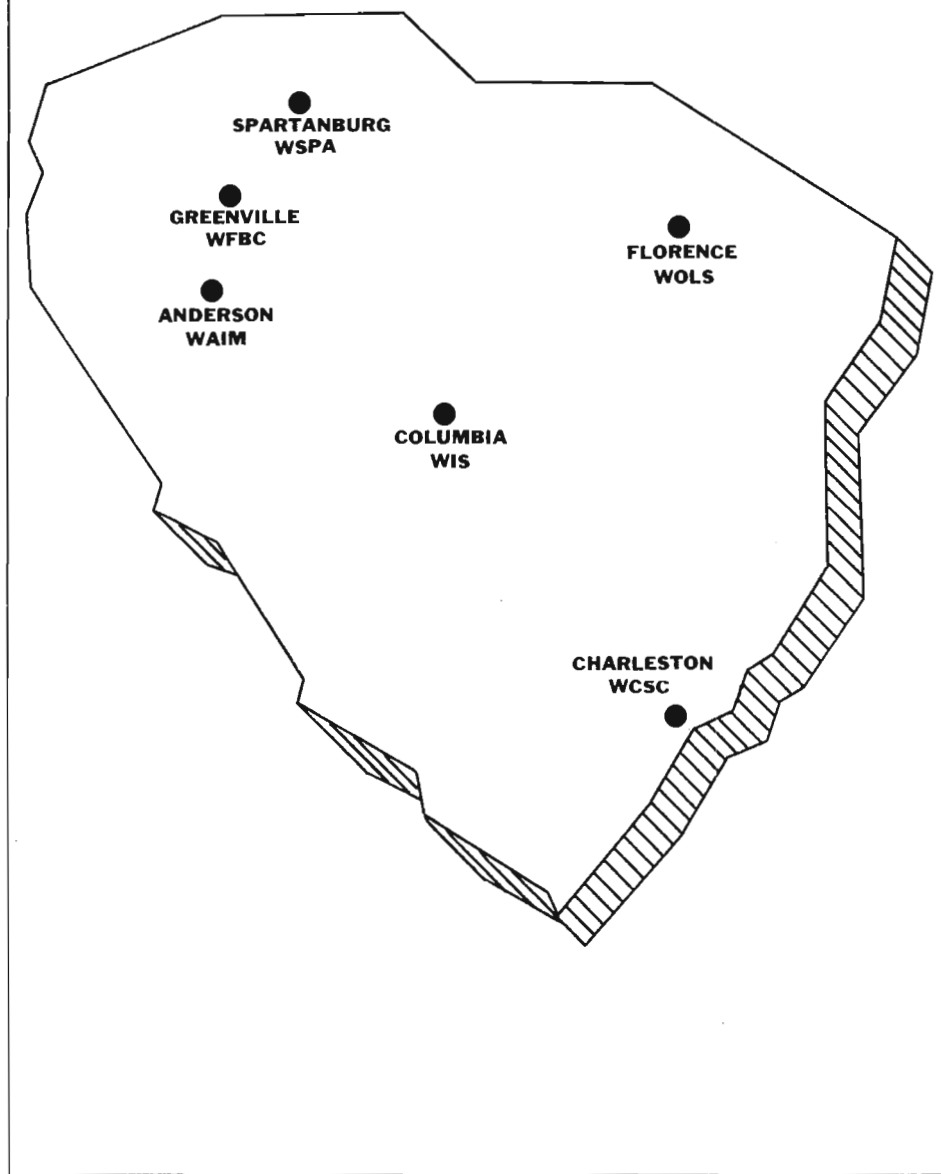 SPARTANBURG
WSPA
GREENVILLE
WFBC
FLORENCE
WOLS
ANDERSON
WAIM
COLUMBIA
WIS
CHARLESTON
WCSC